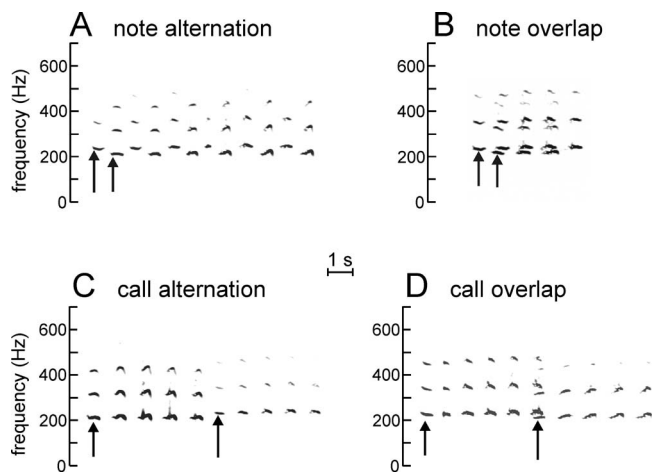 A note alternation
B note overlap
frequency (Hz)
600
400
200
0
600
400
200
0
1 s
C call alternation
D call overlap
frequency (Hz)
600
400
200
0
600
400
200
0